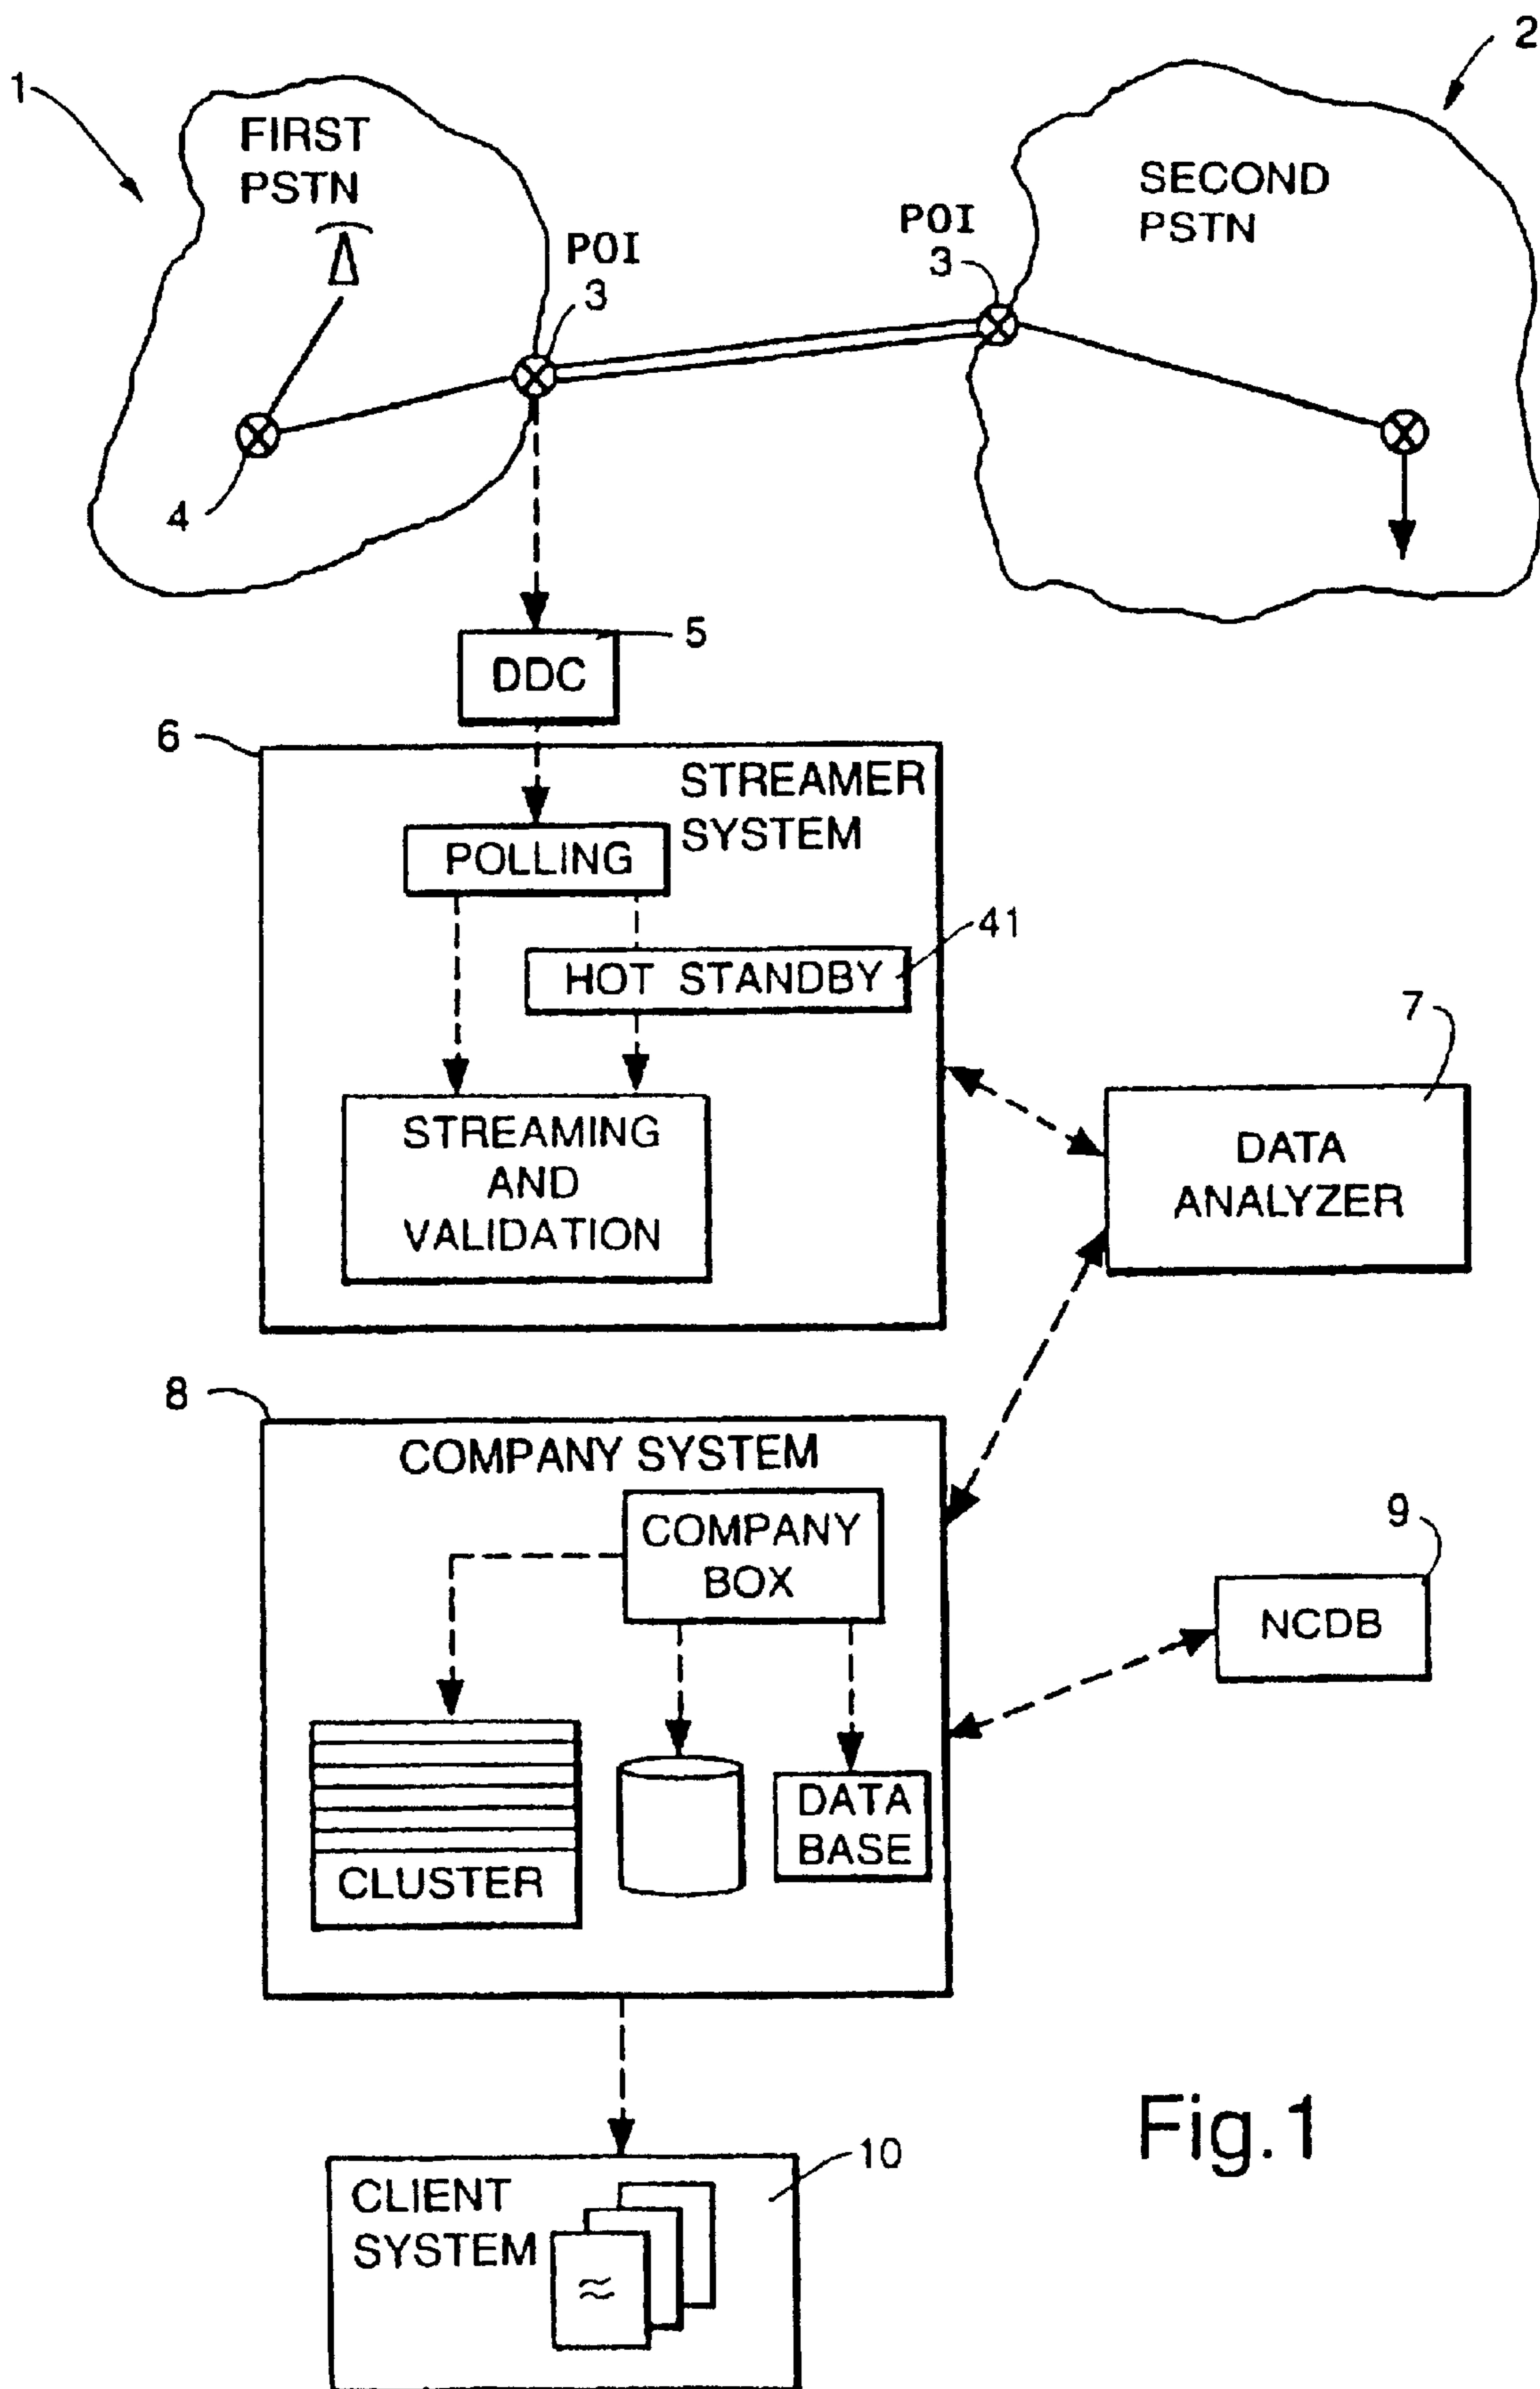 1
2
FIRST
PSTN
SECOND
PSTN
POI
3
POI
3
4
5
DDC
6
STREAMER
SYSTEM
POLLING
41
HOT STANDBY
7
STREAMING
AND
VALIDATION
DATA
ANALYZER
8
COMPANY SYSTEM
COMPANY
BOX
9
NCDB
DATA
BASE
CLUSTER
Fig.1
10
CLIENT
SYSTEM
≈